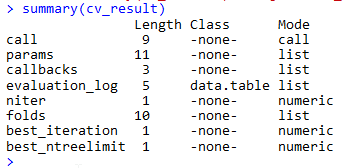 > summary(cv_result)
Length Class Mode
call 9 -none- call
params 11 -none- list
callbacks 3 -none- list
evaluation_log 5 data.table list
niter 1 -none- numeric
folds 10 -none- list
best_iteration 1 -none- numeric
best_ntreelimit 1 -none- numeric
>